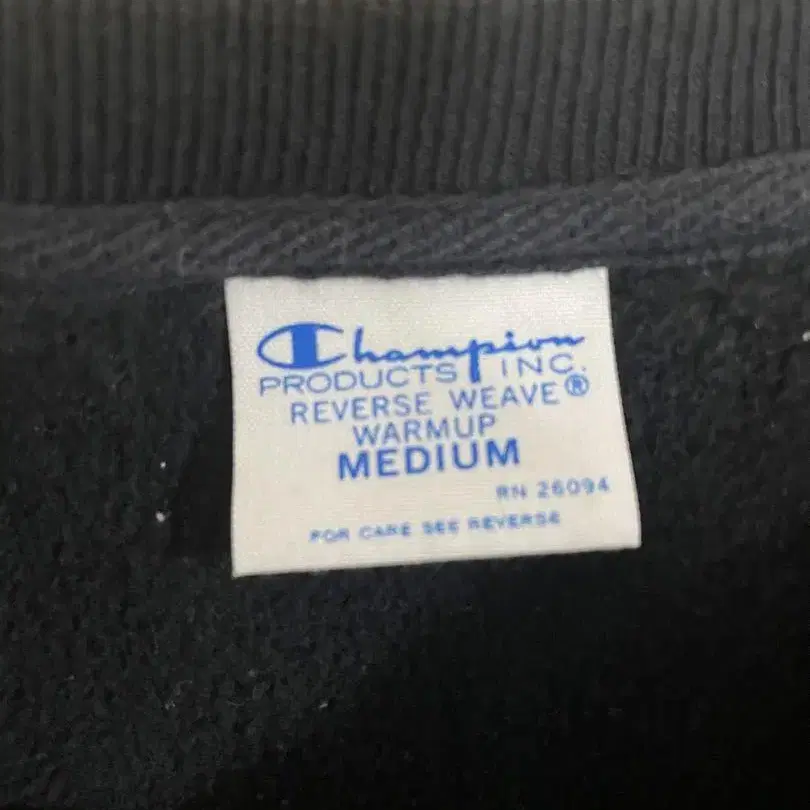 Champion
PRODUCTS INC.
REVERSE WEAVE®
WARMUP
MEDIUM
RN 26094
FOR CARE SEE REVERSE